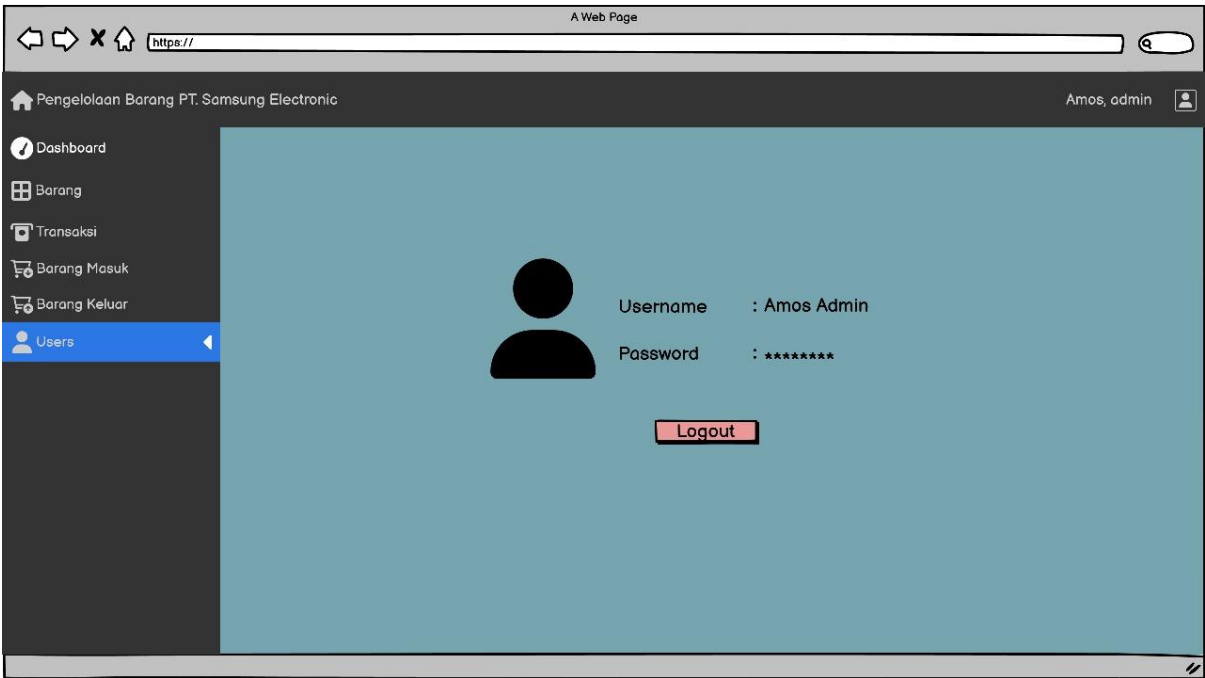 A Web Page
https://
Pengelolaan Barang PT. Samsung Electronic
Amos, admin
Dashboard
Barang
Transaksi
Barang Masuk
Barang Keluar
Users
Username : Amos Admin
Password : ********
Logout